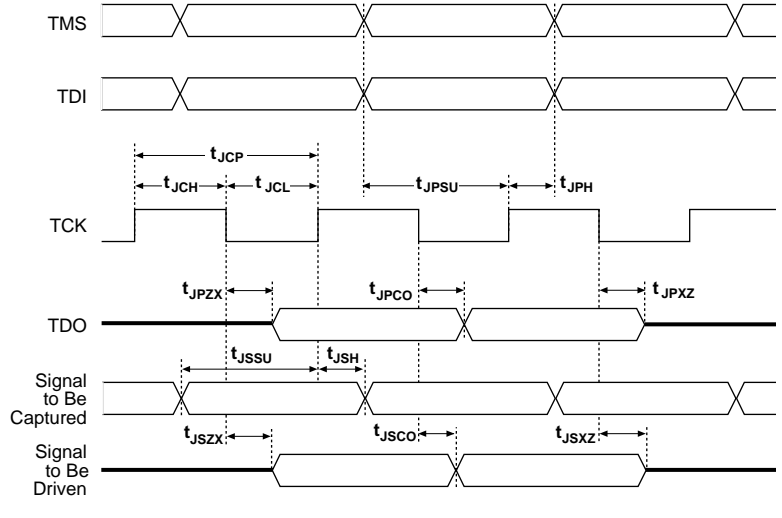 TMS
TDI
tJCP
tJCH
tJCL
tJPSU
tJPH
TCK
tJPZX
tJPCO
tJPXZ
TDO
tJSSU
tJSH
Signal
to Be
Captured
tJSZX
tJSCO
tJSXZ
Signal
to Be
Driven